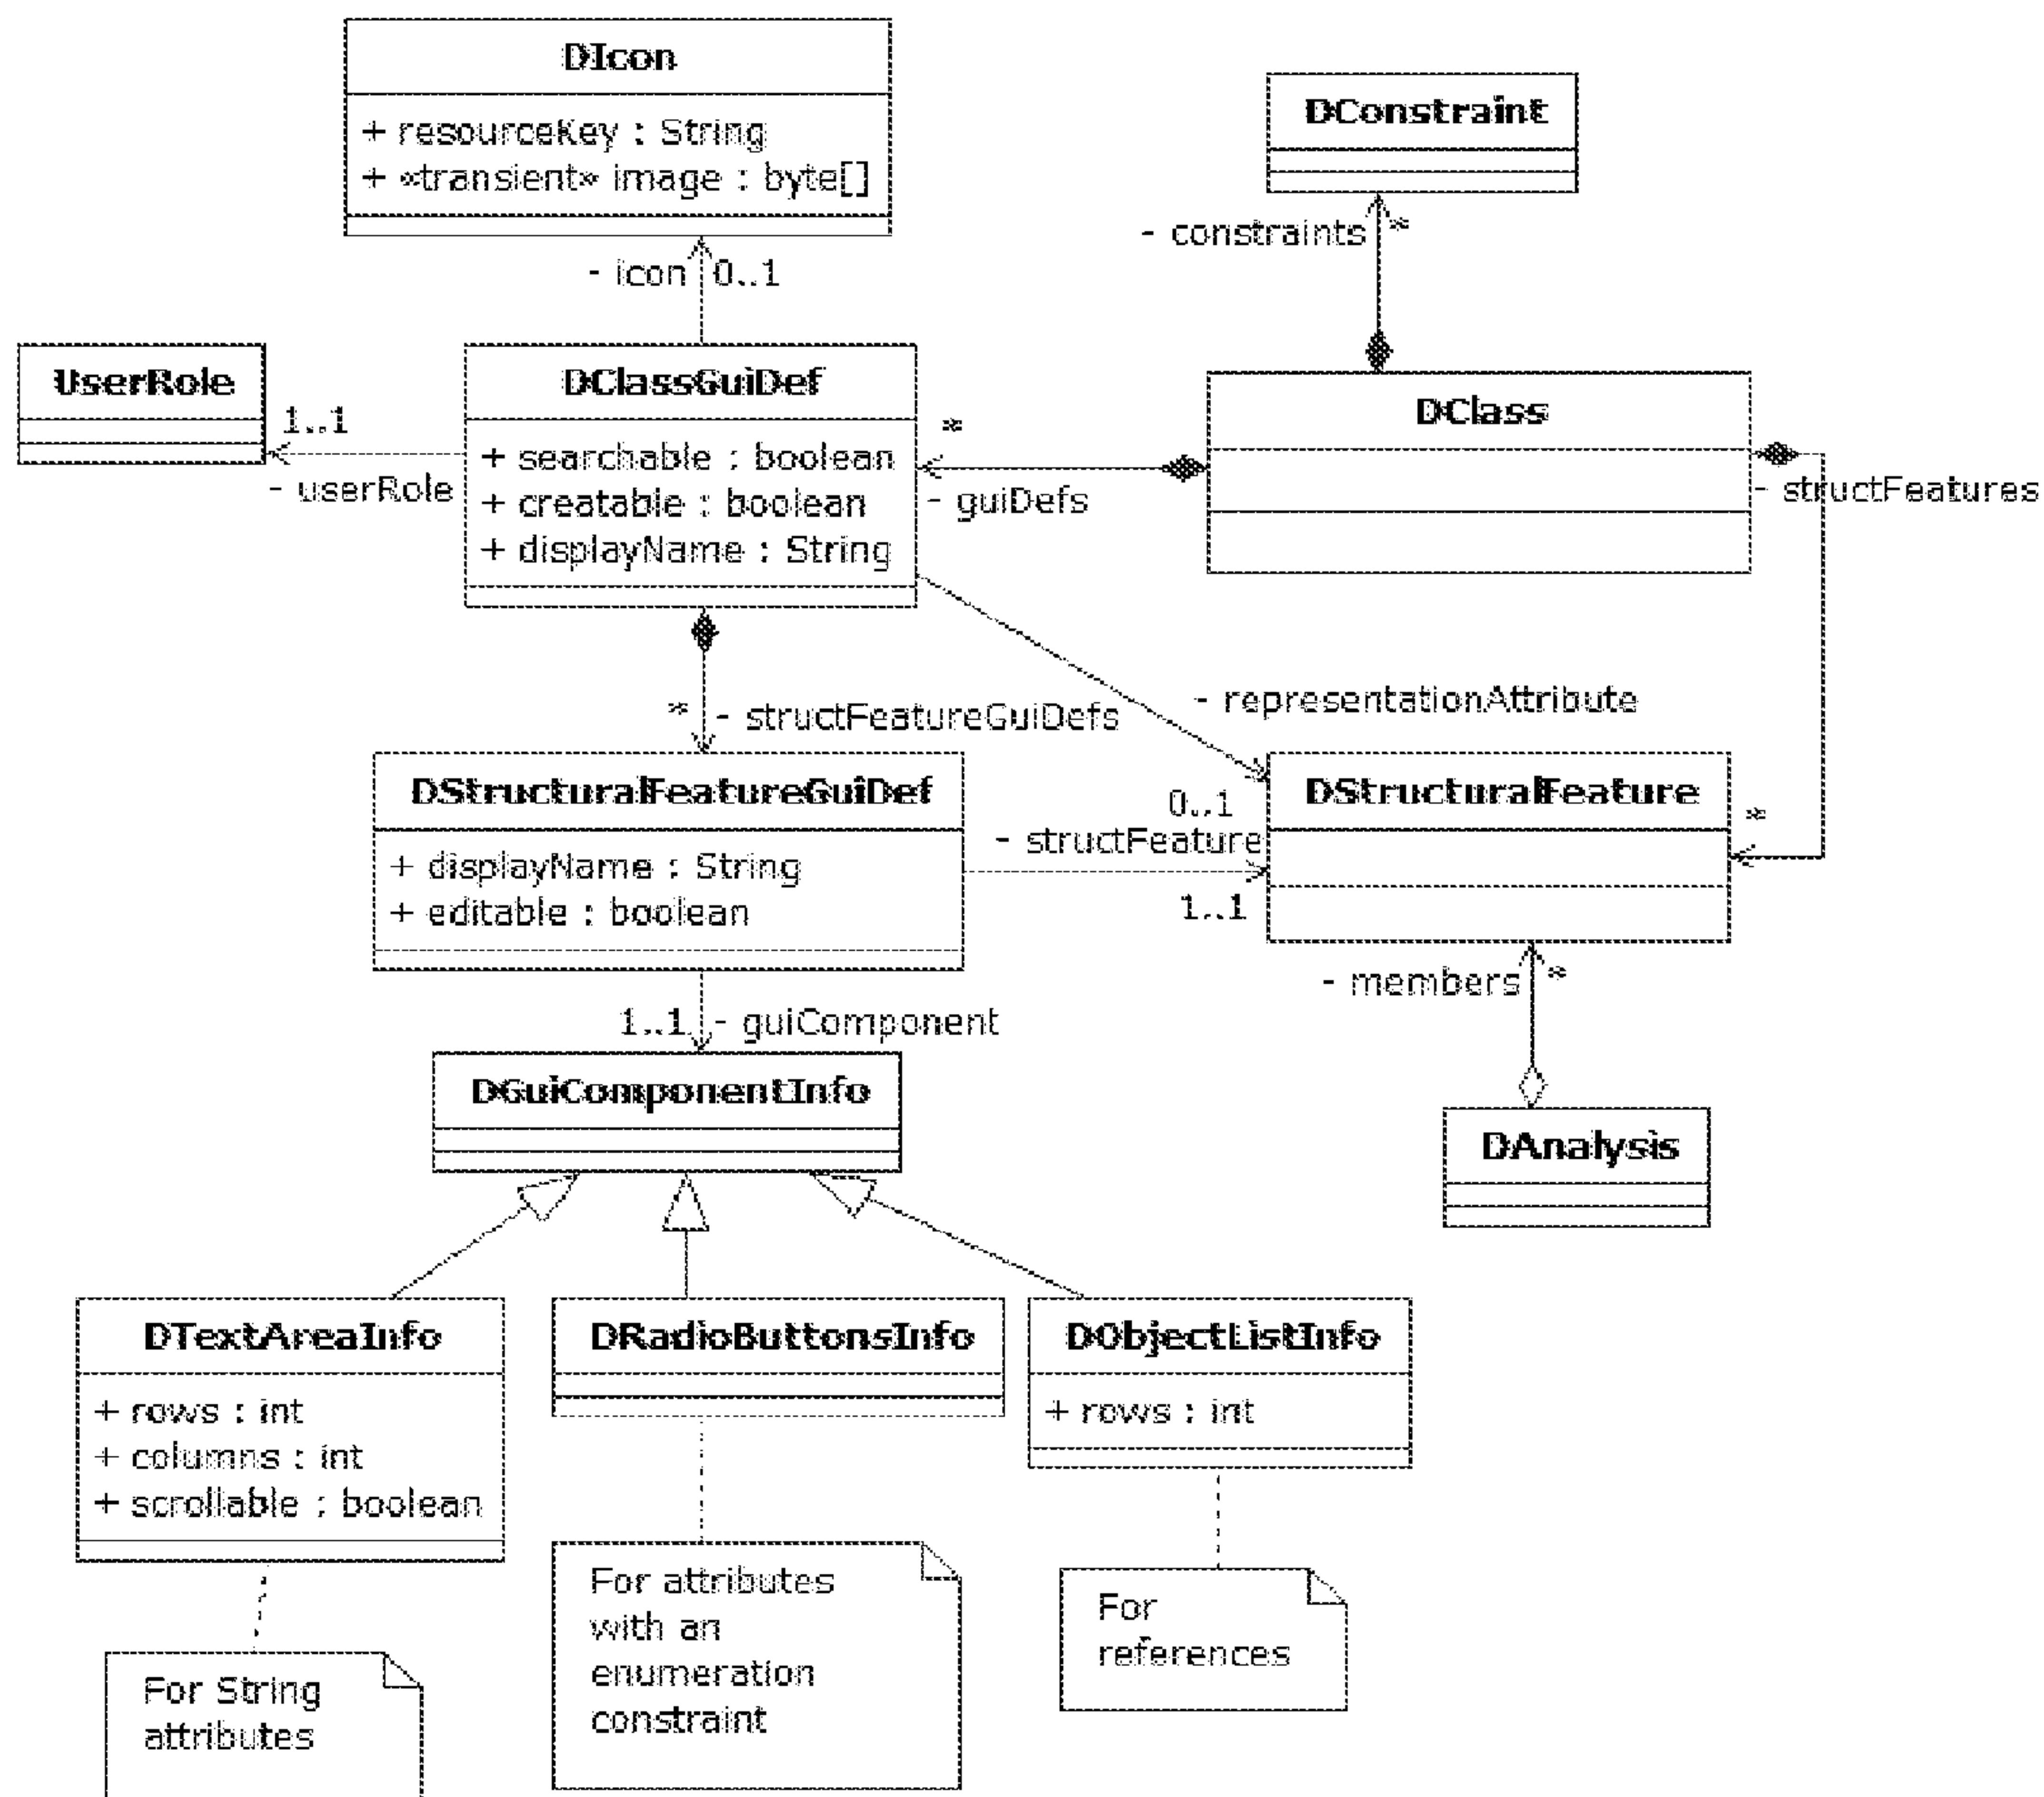 DIcon
+ resourceKey : String
+ «transient» image : byte[]
DConstraint
- constraints
*
- icon
0..1
UserRole
1..1
- userRole
DClassGuiDef
+ searchable : boolean
+ creatable : boolean
+ displayName : String
*
- guiDefs
DClass
- structFeatures
* - structFeatureGuiDefs
- representationAttribute
DStructuralFeatureGuiDef
+ displayName : String
+ editable : boolean
0..1
- structFeature
1..1
DStructuralFeature
*
- members
*
1..1 - guiComponent
DGuiComponentInfo
DAnalysis
DTextAreaInfo
+ rows : int
+ columns : int
+ scrollable : boolean
DRadioButtonsInfo
DObjectListInfo
+ rows : int
For String
attributes
For attributes
with an
enumeration
constraint
For
references